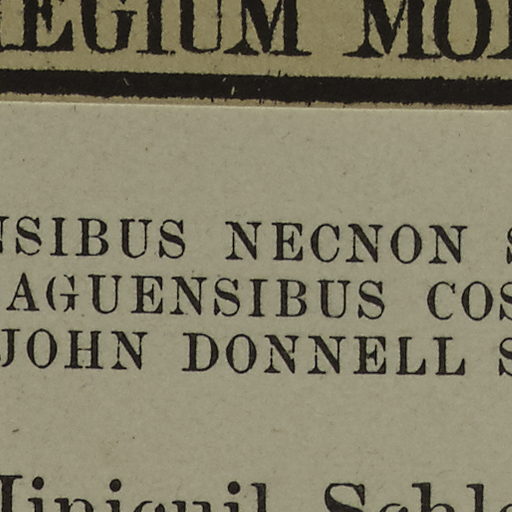 EGIUM MO
NSIBUS NECNON S
AGUENSIBUS COS
JOHN DONNELL S